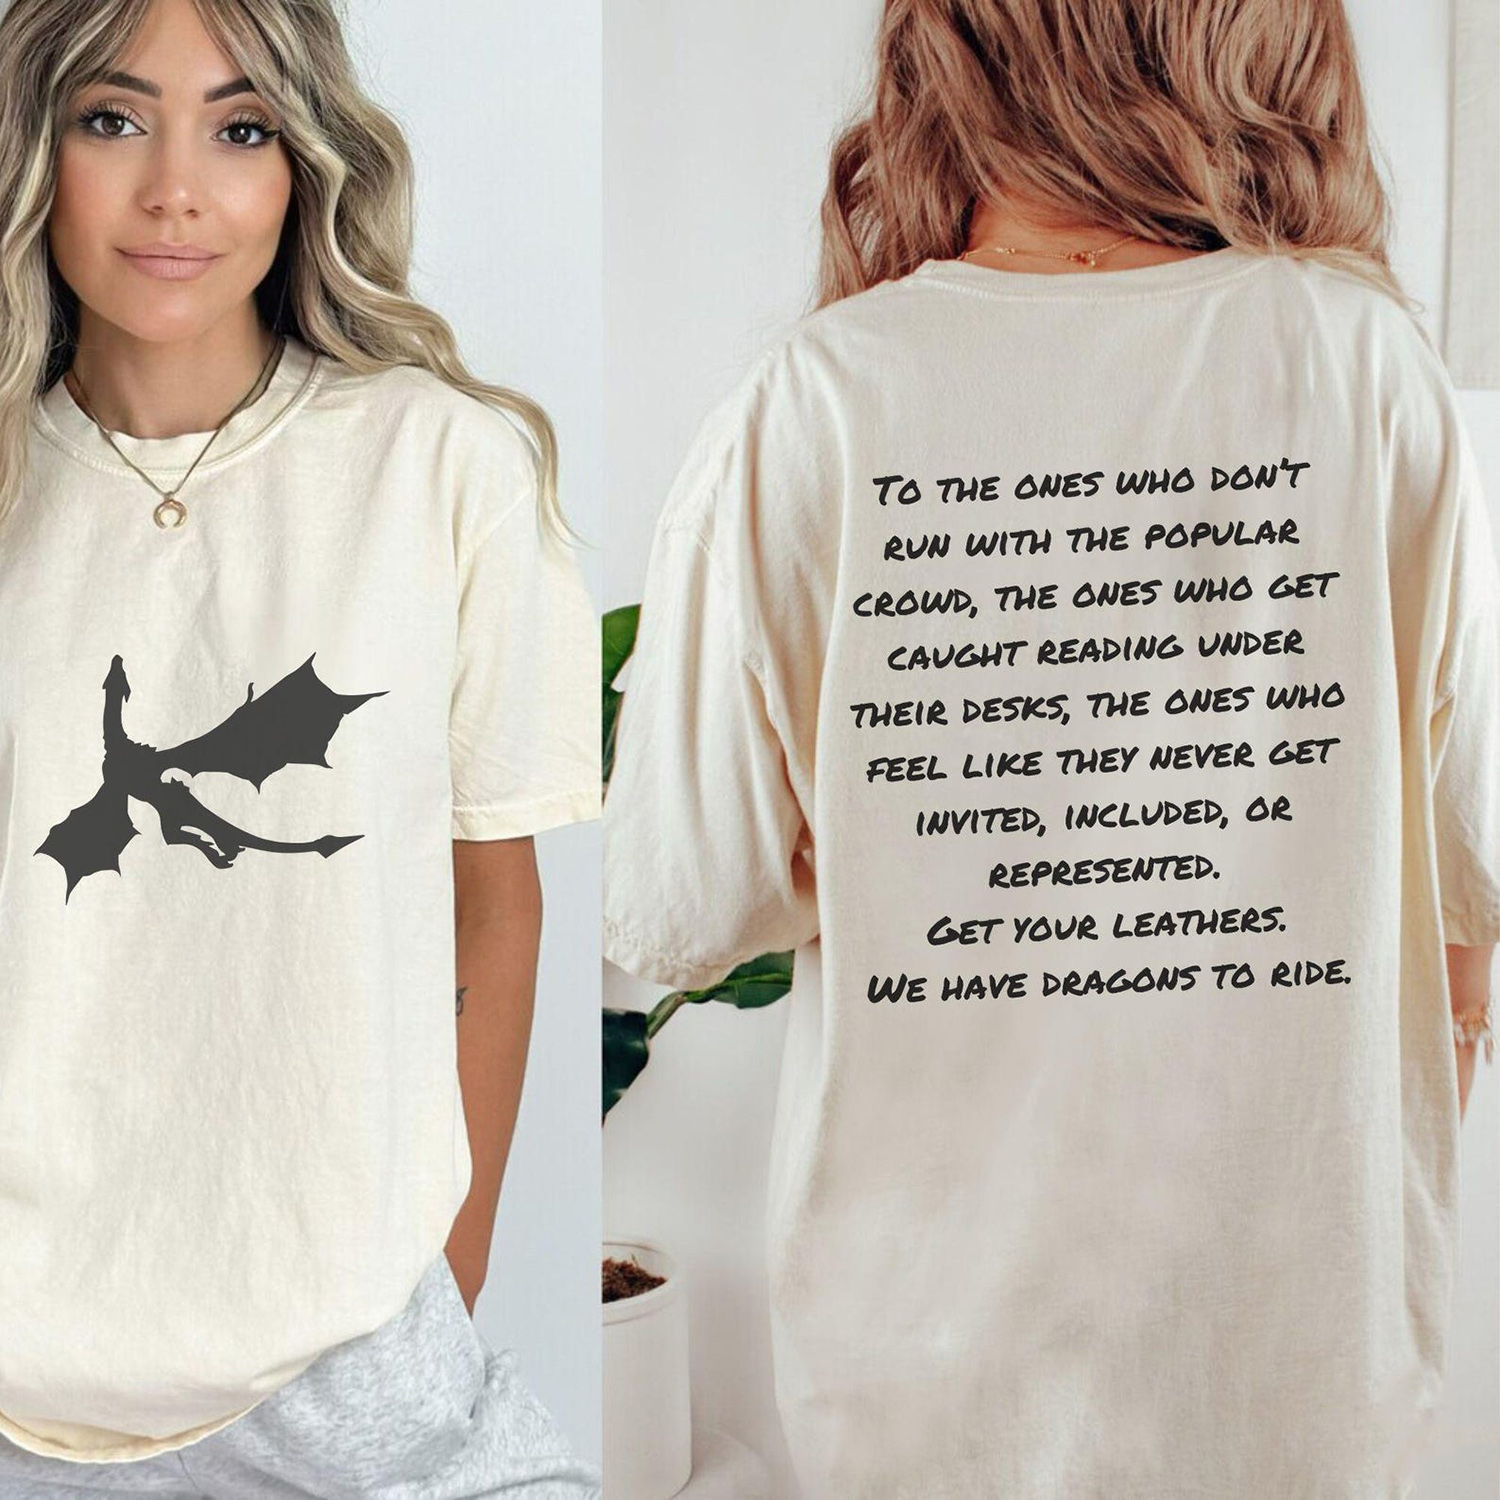 To the ones who don't
run with the popular
crowd, the ones who get
caught reading under
their desks, the ones who
feel like they never get
invited, included, or
represented.
Get your leathers.
We have dragons to ride.